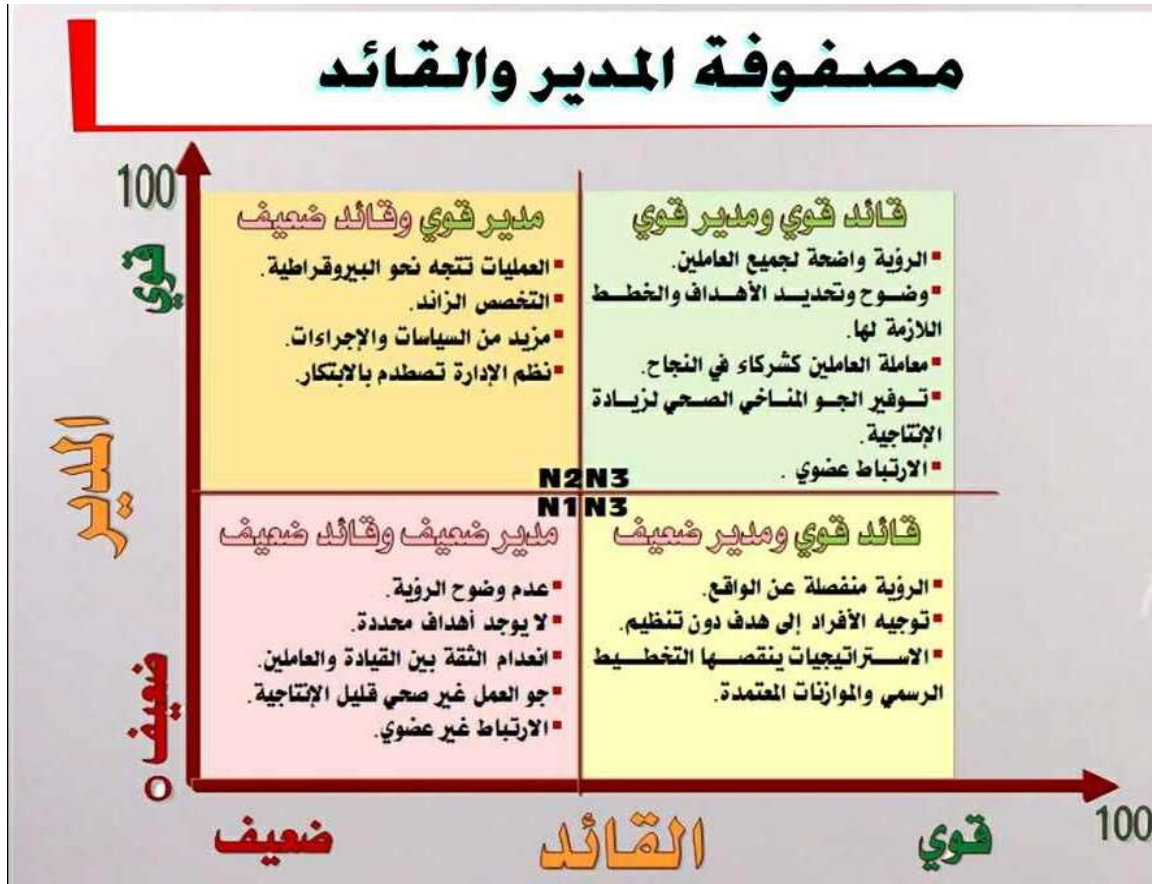 مصفوفة المدير والقائد
100
قوي
المدير
ضعيف
0
قائد قوي ومدير قوي
▪الرؤية واضحة لجميع العاملين.
▪وضوح وتحديد الأهداف والخطط
اللازمة لها.
▪معاملة العاملين كشركاء في النجاح.
▪توفير الجو المناخي الصحي لزيادة
الإنتاجية.
▪الارتباط عضوي .
مدير قوي وقائد ضعيف
▪العمليات تتجه نحو البيروقراطية.
▪التخصص الزائد.
▪مزيد من السياسات والإجراءات.
▪نظم الإدارة تصطدم بالابتكار.
N2N3
N1N3
قائد قوي ومدير ضعيف
▪الرؤية منفصلة عن الواقع.
▪توجيه الأفراد إلى هدف دون تنظيم.
▪الاستراتيجيات ينقصها التخطيط
الرسمي والموازنات المعتمدة.
مدير ضعيف وقائد ضعيف
▪عدم وضوح الرؤية.
▪لا يوجد أهداف محددة.
▪انعدام الثقة بين القيادة والعاملين.
▪جو العمل غير صحي قليل الإنتاجية.
▪الارتباط غير عضوي.
ضعيف
القائد
قوي
100